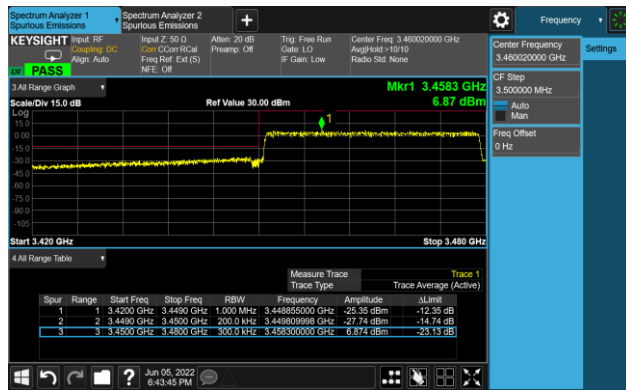 Spectrum Analyzer 1
Spurious Emissions
Spectrum Analyzer 2
Spurious Emissions
Frequency
KEYSIGHT
Input: RF
Coupling: DC
Align: Auto
Input Z: 50 Ω
Corr CCorr RCal
Freq Ref: Ext (S)
NFE: Off
Atten: 20 dB
Preamp: Off
Trig: Free Run
Gate: LO
IF Gain: Low
Center Freq: 3.460020000 GHz
Avg|Hold:>10/10
Radio Std: None
PASS
Center Frequency
3.460020000 GHz
Settings
CF Step
3.500000 MHz
Auto
Man
Freq Offset
0 Hz
3 All Range Graph
Mkr1 3.4583 GHz
6.87 dBm
Scale/Div 15.0 dB
Ref Value 30.00 dBm
Log
15.0
0.00
-15.0
-30.0
-45.0
-60.0
-75.0
-90.0
-105
1
Start 3.420 GHz
Stop 3.480 GHz
4 All Range Table
Measure Trace
Trace 1
Trace Type
Trace Average (Active)
Spur Range Start Freq Stop Freq RBW Frequency Amplitude ΔLimit
1 1 3.4200 GHz 3.4490 GHz 1.000 MHz 3.448855000 GHz -25.35 dBm -12.35 dB
2 2 3.4490 GHz 3.4500 GHz 200.0 kHz 3.449809998 GHz -27.74 dBm -14.74 dB
3 3 3.4500 GHz 3.4800 GHz 300.0 kHz 3.458300000 GHz 6.874 dBm -23.13 dB
Jun 05, 2022
6:43:45 PM